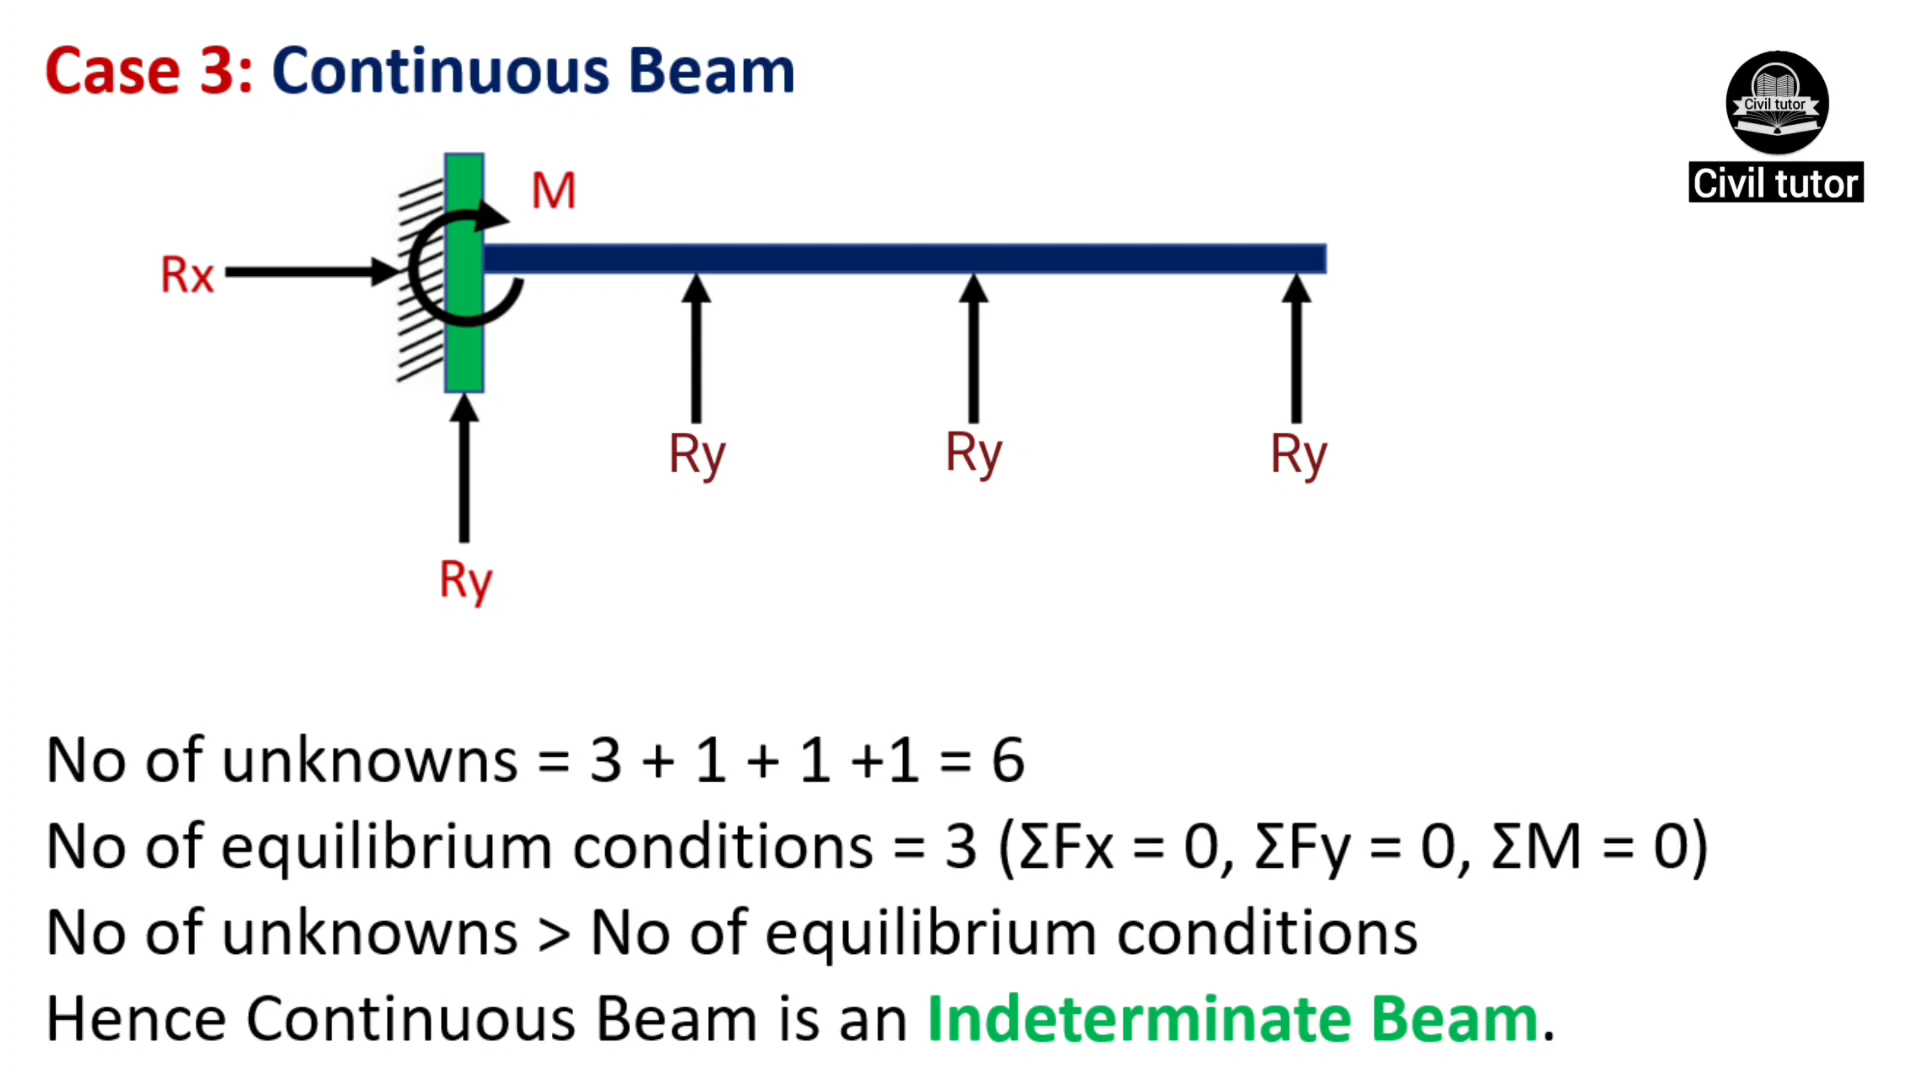 Case 3: Continuous Beam
Civil tutor
Civil tutor
M
Rx
Ry
Ry
Ry
Ry
No of unknowns = 3 + 1 + 1 +1 = 6
No of equilibrium conditions = 3 (ΣFx = 0, ΣFy = 0, ΣM = 0)
No of unknowns > No of equilibrium conditions
Hence Continuous Beam is an Indeterminate Beam.